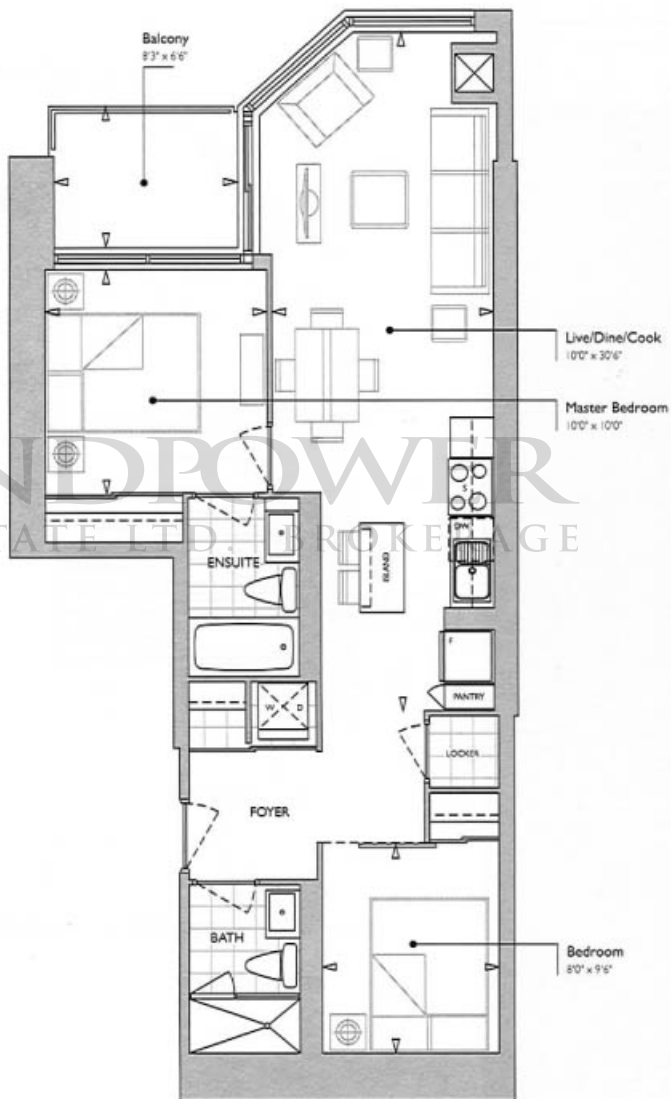 Balcony
8'3" x 6'6"
Live/Dine/Cook
10'0" x 30'6"
Master Bedroom
10'0" x 10'0"
NDPOWER
TATE LTD. BROKERAGE
S
DW
ENSUITE
ISLAND
F
PANTRY
W D
LOCKER
FOYER
BATH
Bedroom
8'0" x 9'6"